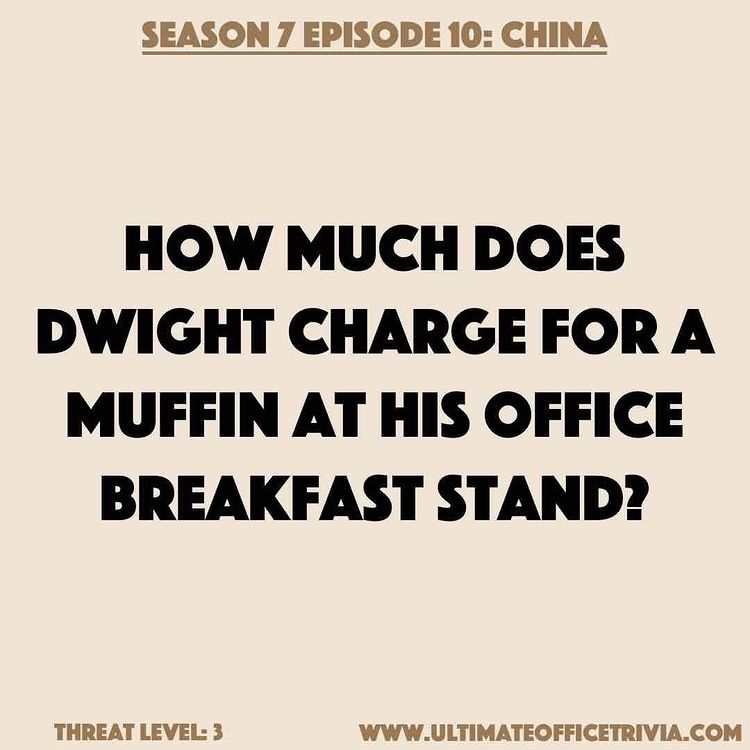 SEASON 7 EPISODE 10: CHINA
HOW MUCH DOES
DWIGHT CHARGE FOR A
MUFFIN AT HIS OFFICE
BREAKFAST STAND?
THREAT LEVEL: 3
WWW.ULTIMATEOFFICETRIVIA.COM